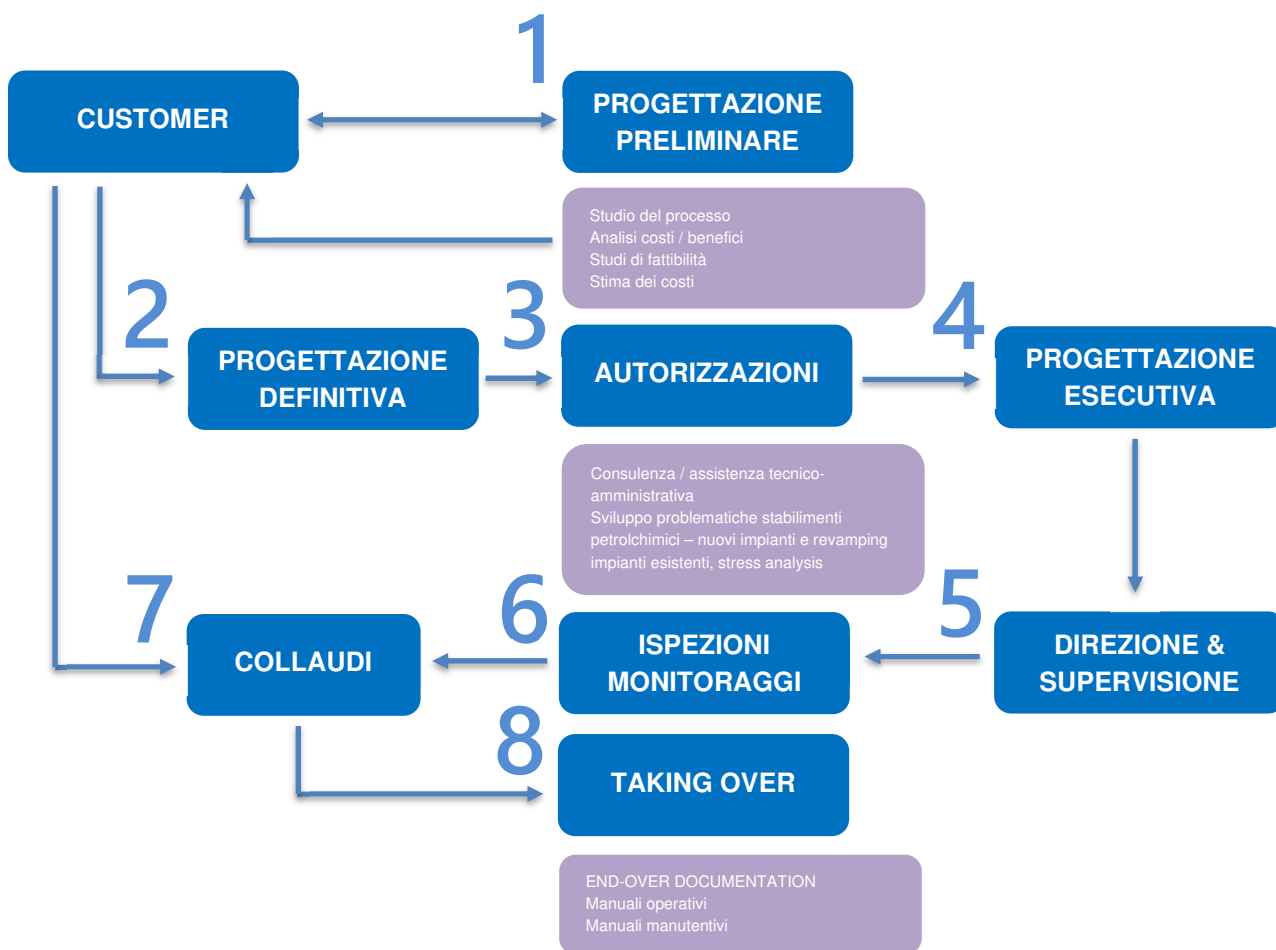 1
CUSTOMER
PROGETTAZIONE
PRELIMINARE
Studio del processo
Analisi costi / benefici
Studi di fattibilità
Stima dei costi
2
PROGETTAZIONE
DEFINITIVA
3
AUTORIZZAZIONI
4
PROGETTAZIONE
ESECUTIVA
Consulenza / assistenza tecnico-
amministrativa
Sviluppo problematiche stabilimenti
petrolchimici – nuovi impianti e revamping
impianti esistenti, stress analysis
5
DIREZIONE &
SUPERVISIONE
6
ISPEZIONI
MONITORAGGI
7
COLLAUDI
8
TAKING OVER
END-OVER DOCUMENTATION
Manuali operativi
Manuali manutentivi